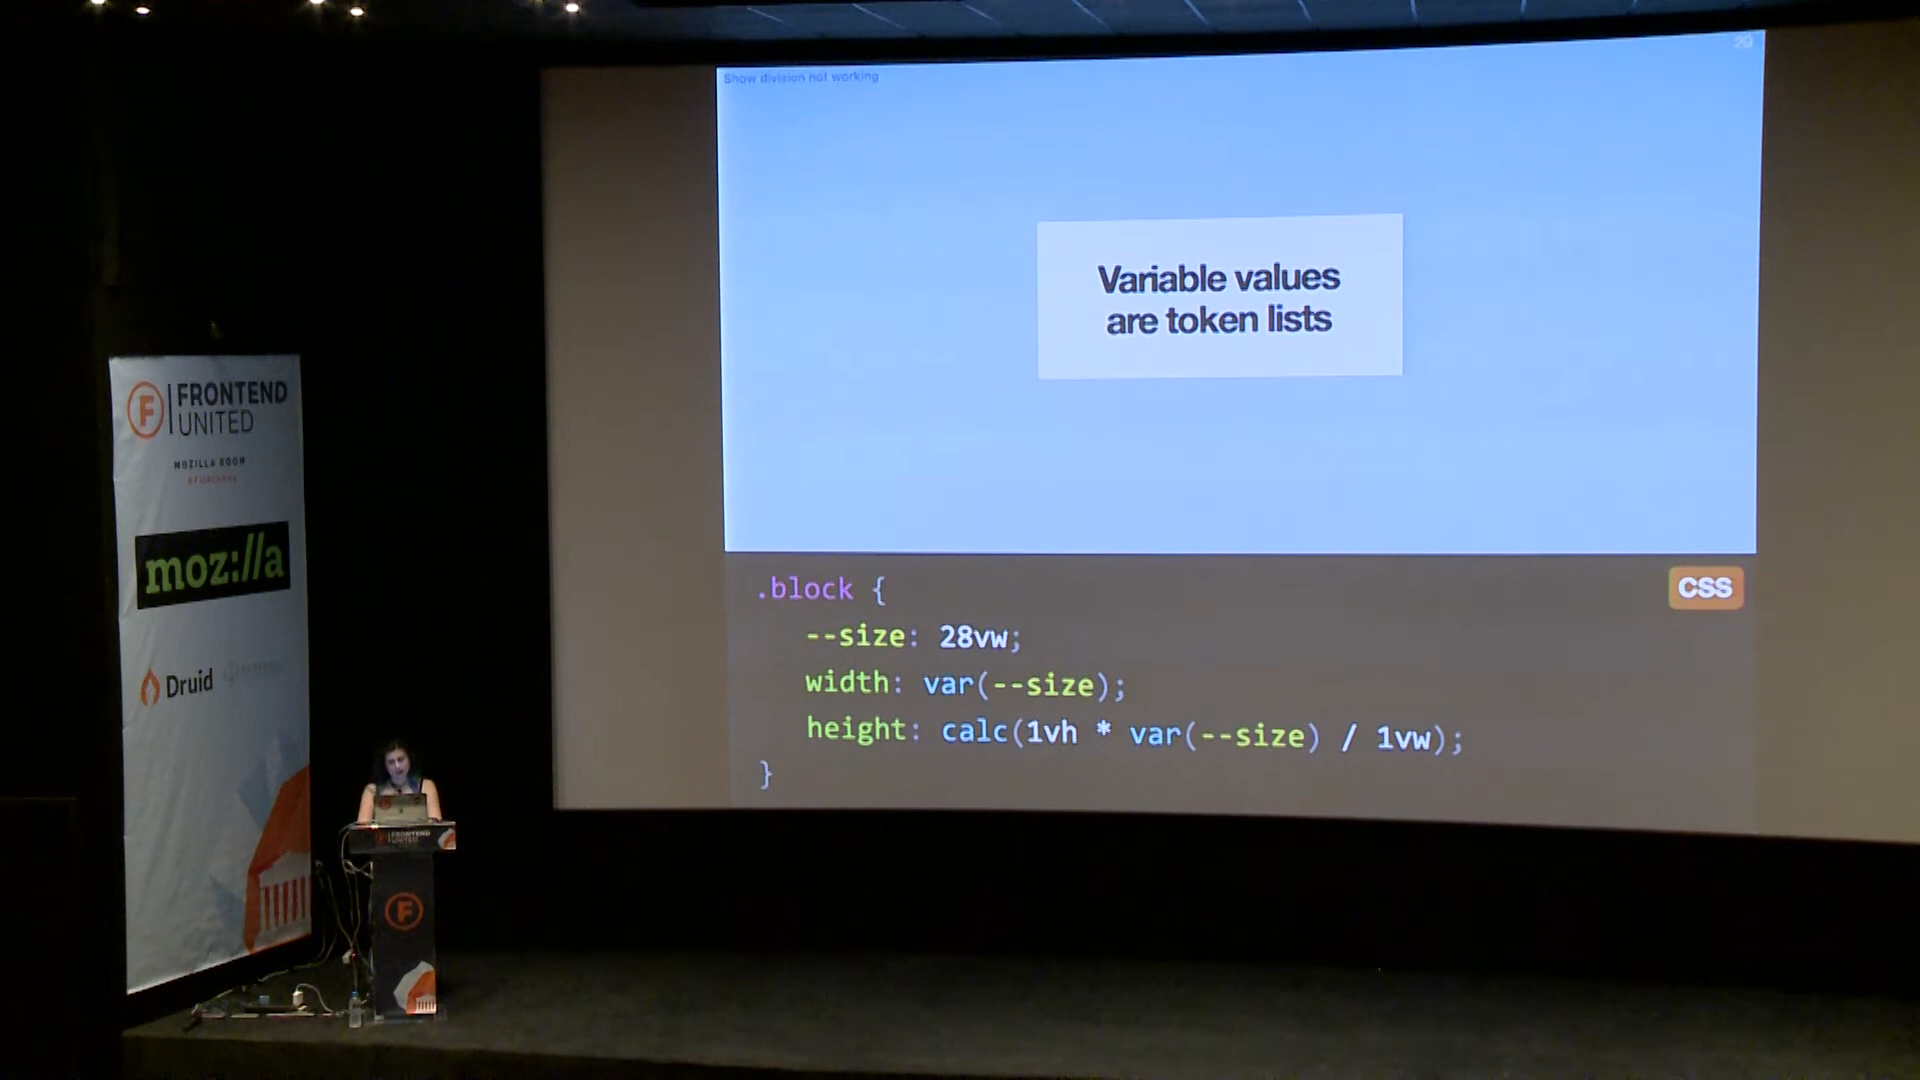 Show division not working
29
Variable values
are token lists
.block {
--size: 28vw;
width: var(--size);
height: calc(1vh * var(--size) / 1vw);
}
CSS
F FRONTEND
UNITED
MOZILLA ROOM
moz://a
Druid
FRONTEND
UNITED
F